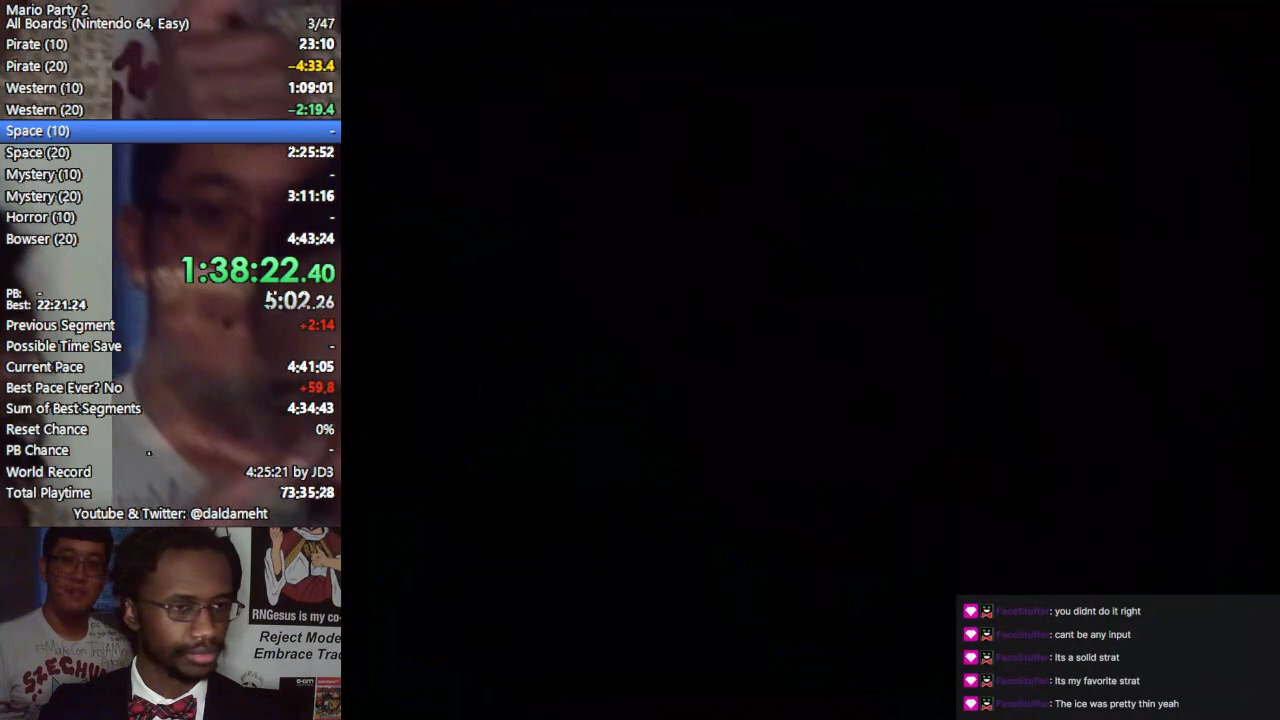 Mario Party 2
All Boards (Nintendo 64, Easy) 3/47
Pirate (10) 23:10
Pirate (20) −4:33.4
Western (10) 1:09:01
Western (20) −2:19.4
Space (10) -
Space (20) 2:25:52
Mystery (10) -
Mystery (20) 3:11:16
Horror (10) -
Bowser (20) 4:43:24
1:38:22.40
PB: -
Best: 22:21:24 5:02.26
Previous Segment +2:14
Possible Time Save -
Current Pace 4:41:05
Best Pace Ever? No +59.8
Sum of Best Segments 4:34:43
Reset Chance 0%
PB Chance -
World Record 4:25:21 by JD3
Total Playtime 73:35:28
Youtube & Twitter: @daldameht
RNGesus is my co-
Reject Mode
Embrace Tra
SZECHU
FaceStuffer: you didnt do it right
FaceStuffer: cant be any input
FaceStuffer: Its a solid strat
FaceStuffer: Its my favorite strat
FaceStuffer: The ice was pretty thin yeah